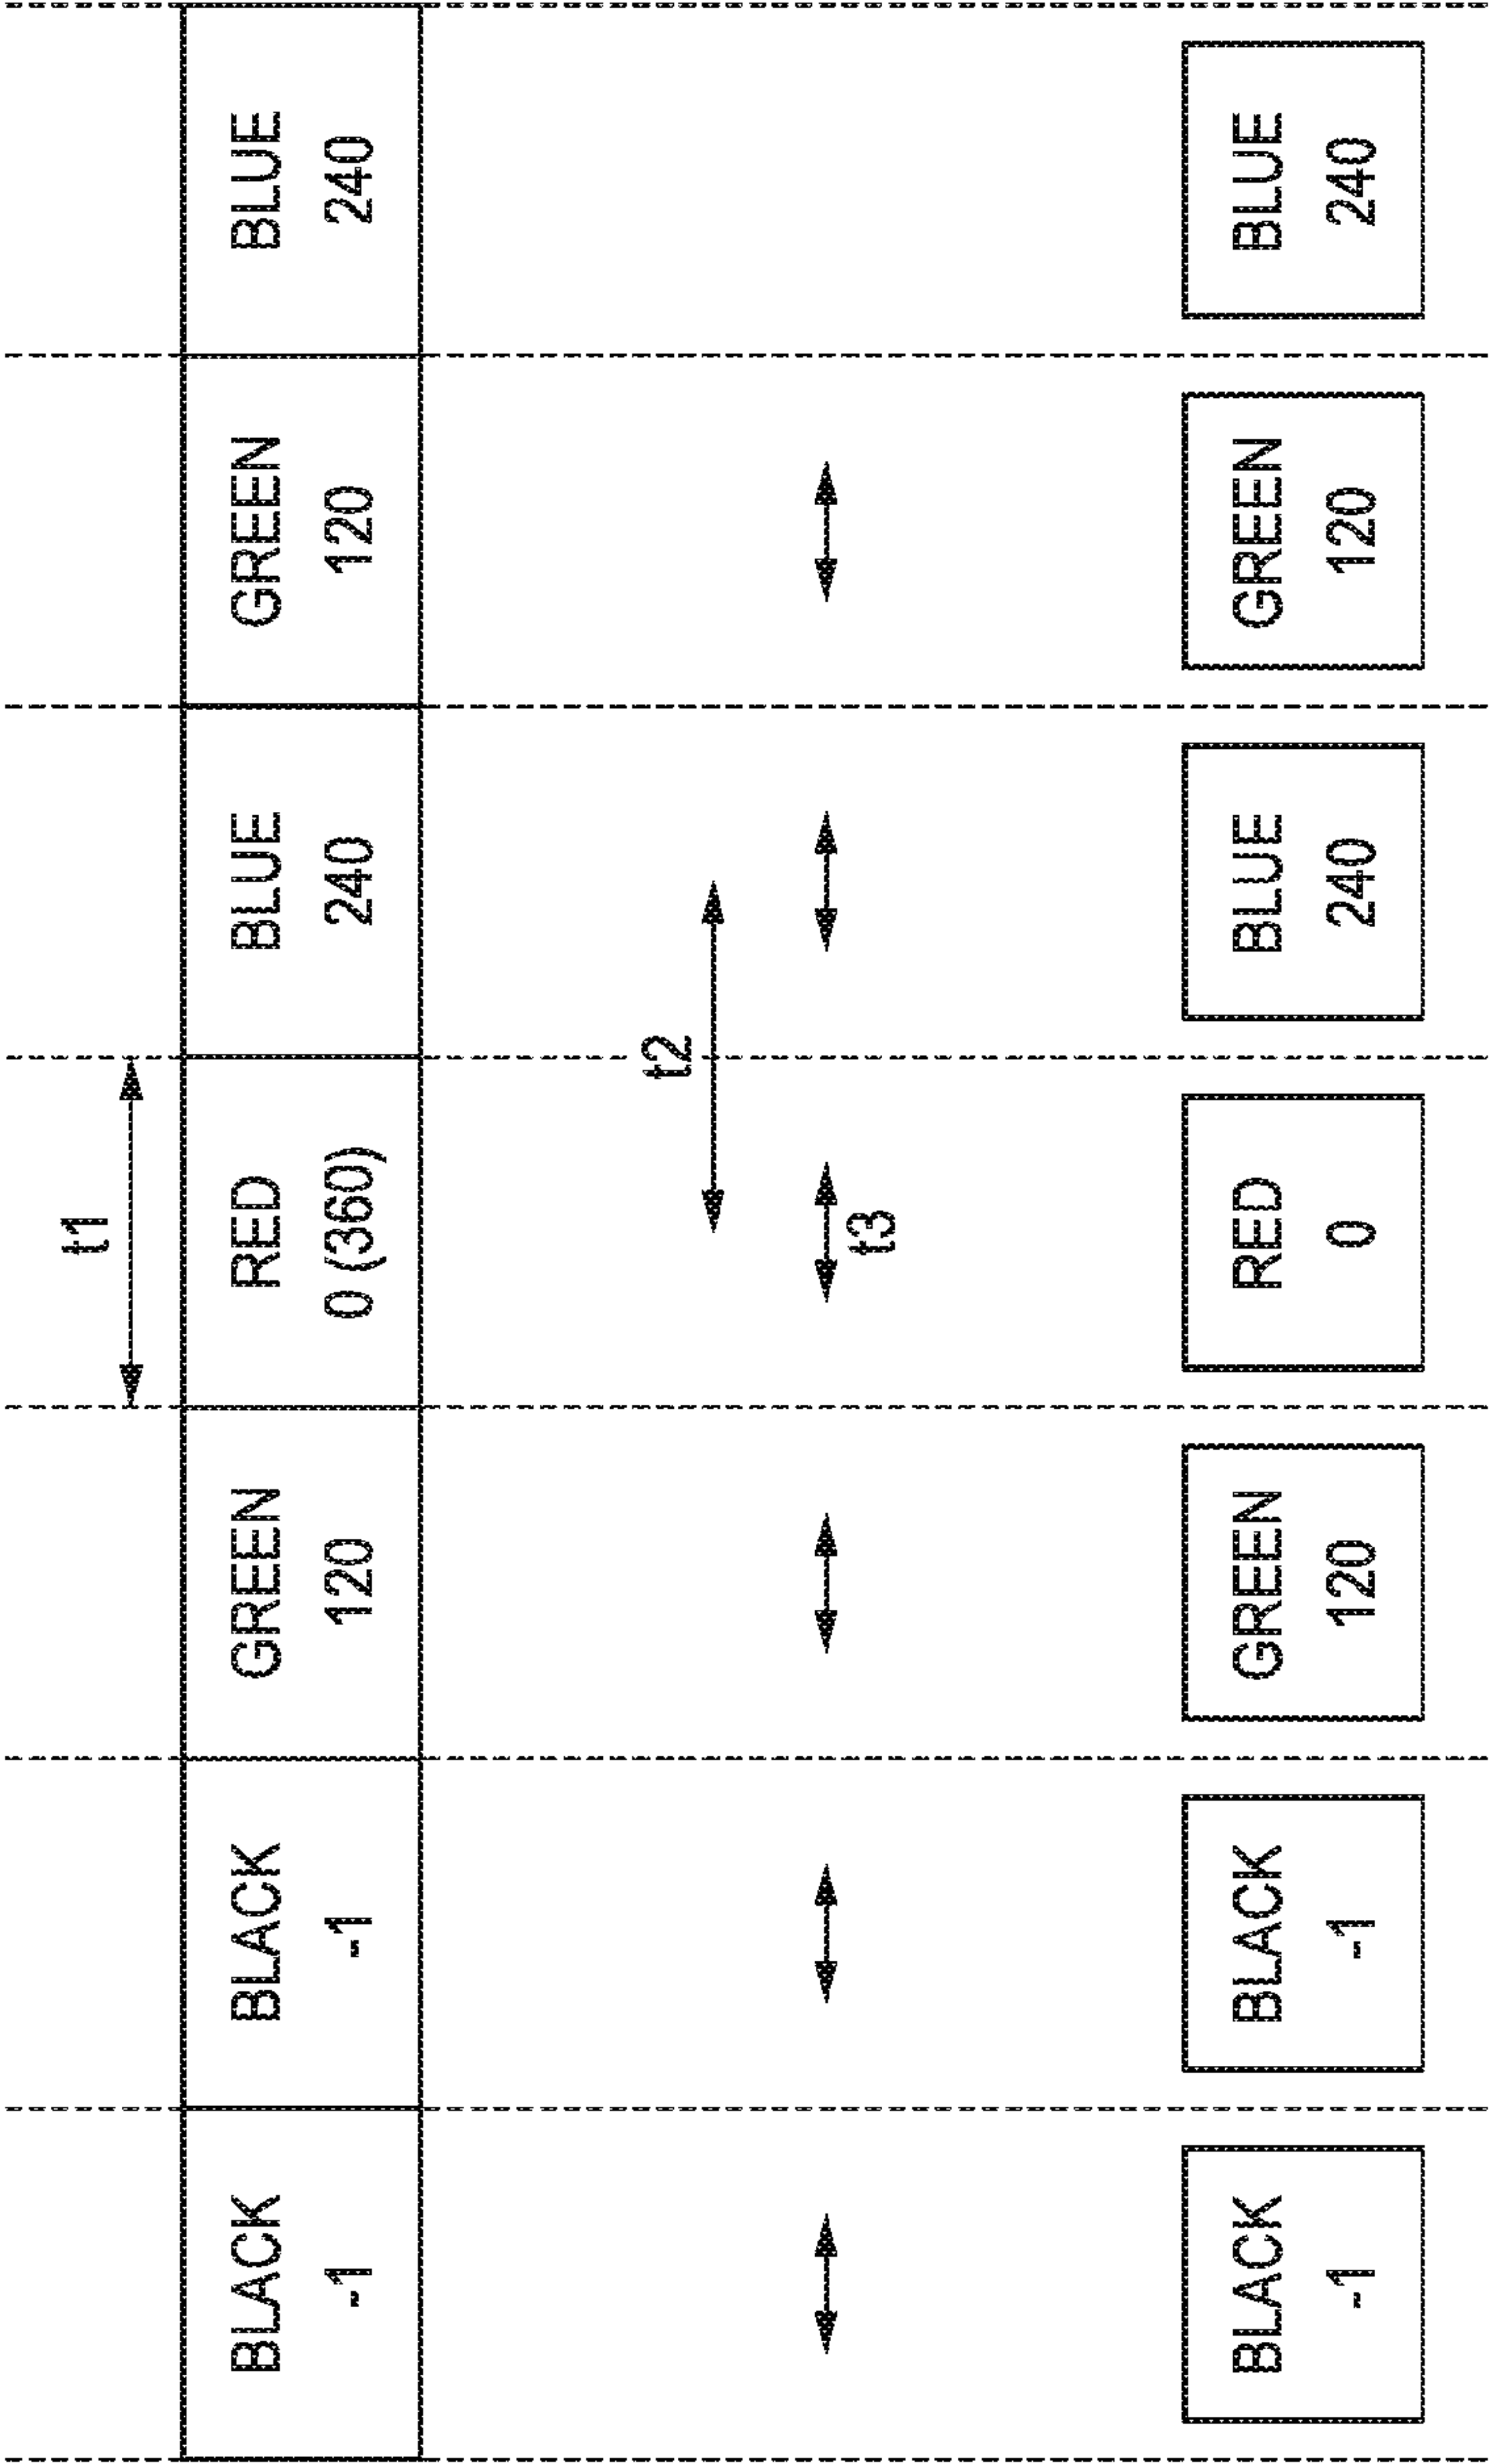 t1
BLACK BLACK GREEN RED BLUE GREEN BLUE
-1 -1 120 0 (360) 240 120 240
t2
t3
BLACK BLACK GREEN RED BLUE GREEN BLUE
-1 -1 120 0 240 120 240